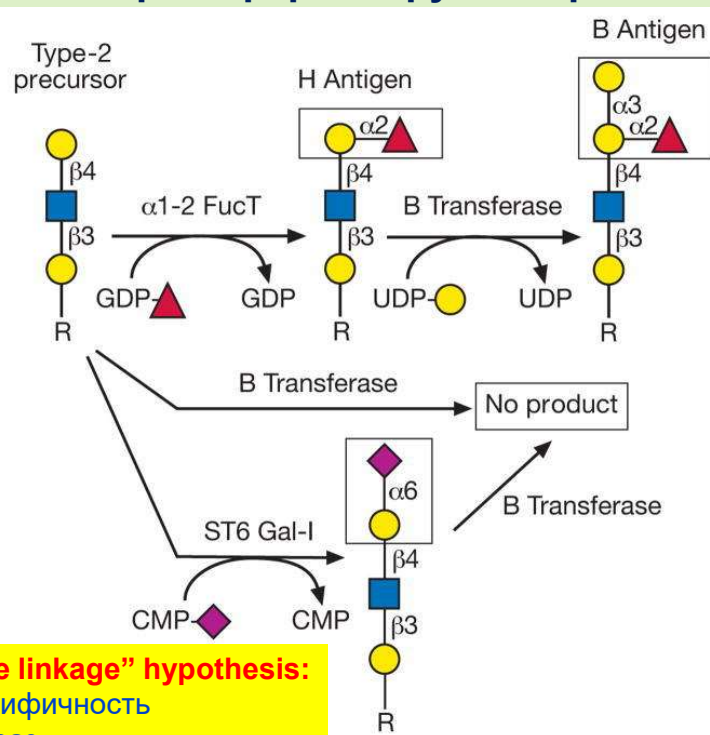 B Antigen
Type-2
precursor
H Antigen
α3
α2
α2
β4
β4
β4
α1-2 FucT
B Transferase
β3
β3
β3
GDP-
GDP
UDP-
UDP
R
R
R
B Transferase
No product
α6
B Transferase
ST6 Gal-I
β4
CMP-
CMP
β3
linkage” hypothesis:
R